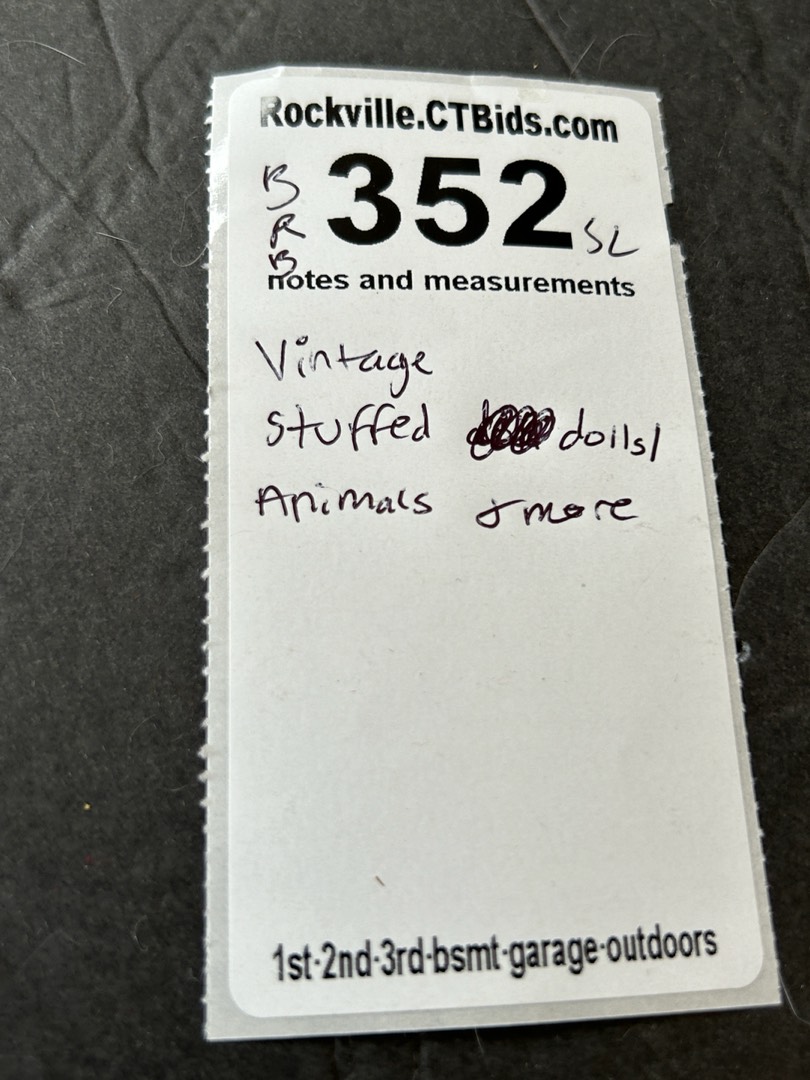 Rockville.CTBids.com
B
R
B
352 SL
notes and measurements
Vintage
Stuffed dolls/
Animals & more
1st-2nd-3rd-bsmt-garage-outdoors